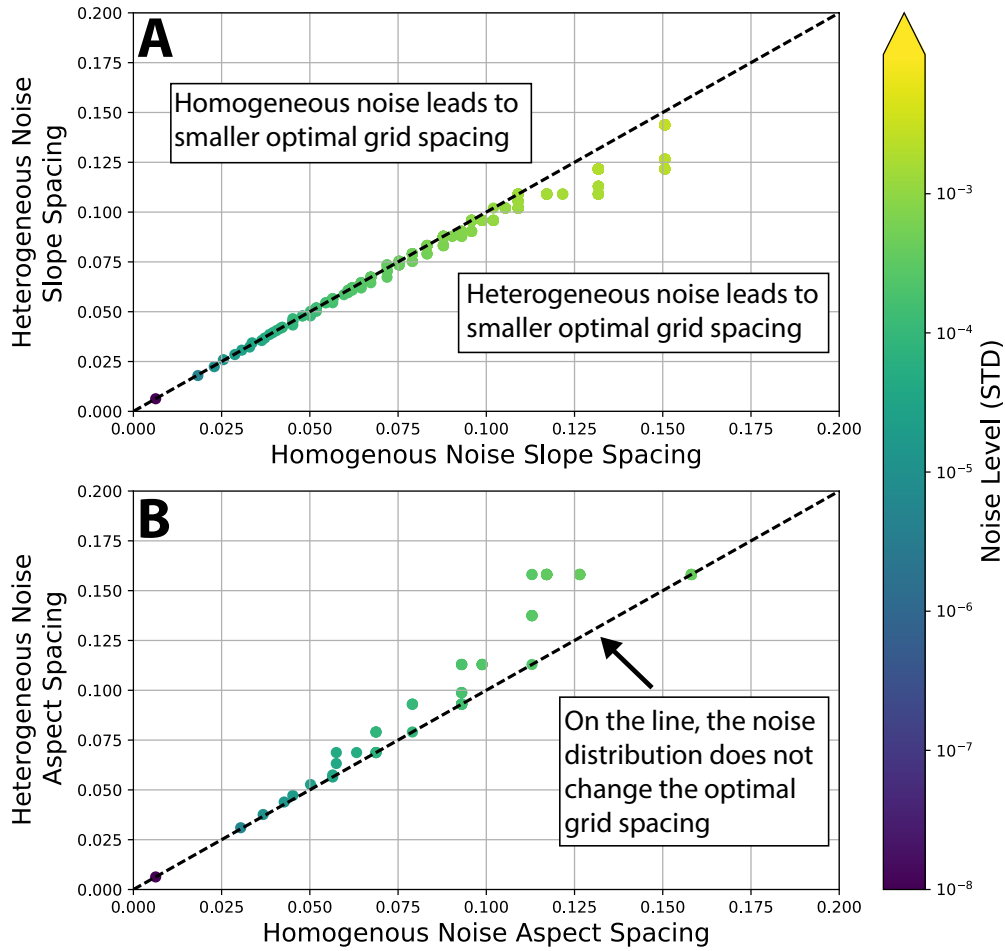 A
Homogeneous noise leads to
smaller optimal grid spacing
Heterogeneous noise leads to
smaller optimal grid spacing
Heterogeneous Noise
Slope Spacing
0.200
0.175
0.150
0.125
0.100
0.075
0.050
0.025
0.000
0.000 0.025 0.050 0.075 0.100 0.125 0.150 0.175 0.200
Homogenous Noise Slope Spacing
B
On the line, the noise
distribution does not
change the optimal
grid spacing
Heterogeneous Noise
Aspect Spacing
0.200
0.175
0.150
0.125
0.100
0.075
0.050
0.025
0.000
0.000 0.025 0.050 0.075 0.100 0.125 0.150 0.175 0.200
Homogenous Noise Aspect Spacing
10⁻³
10⁻⁴
10⁻⁵
10⁻⁶
10⁻⁷
10⁻⁸
Noise Level (STD)